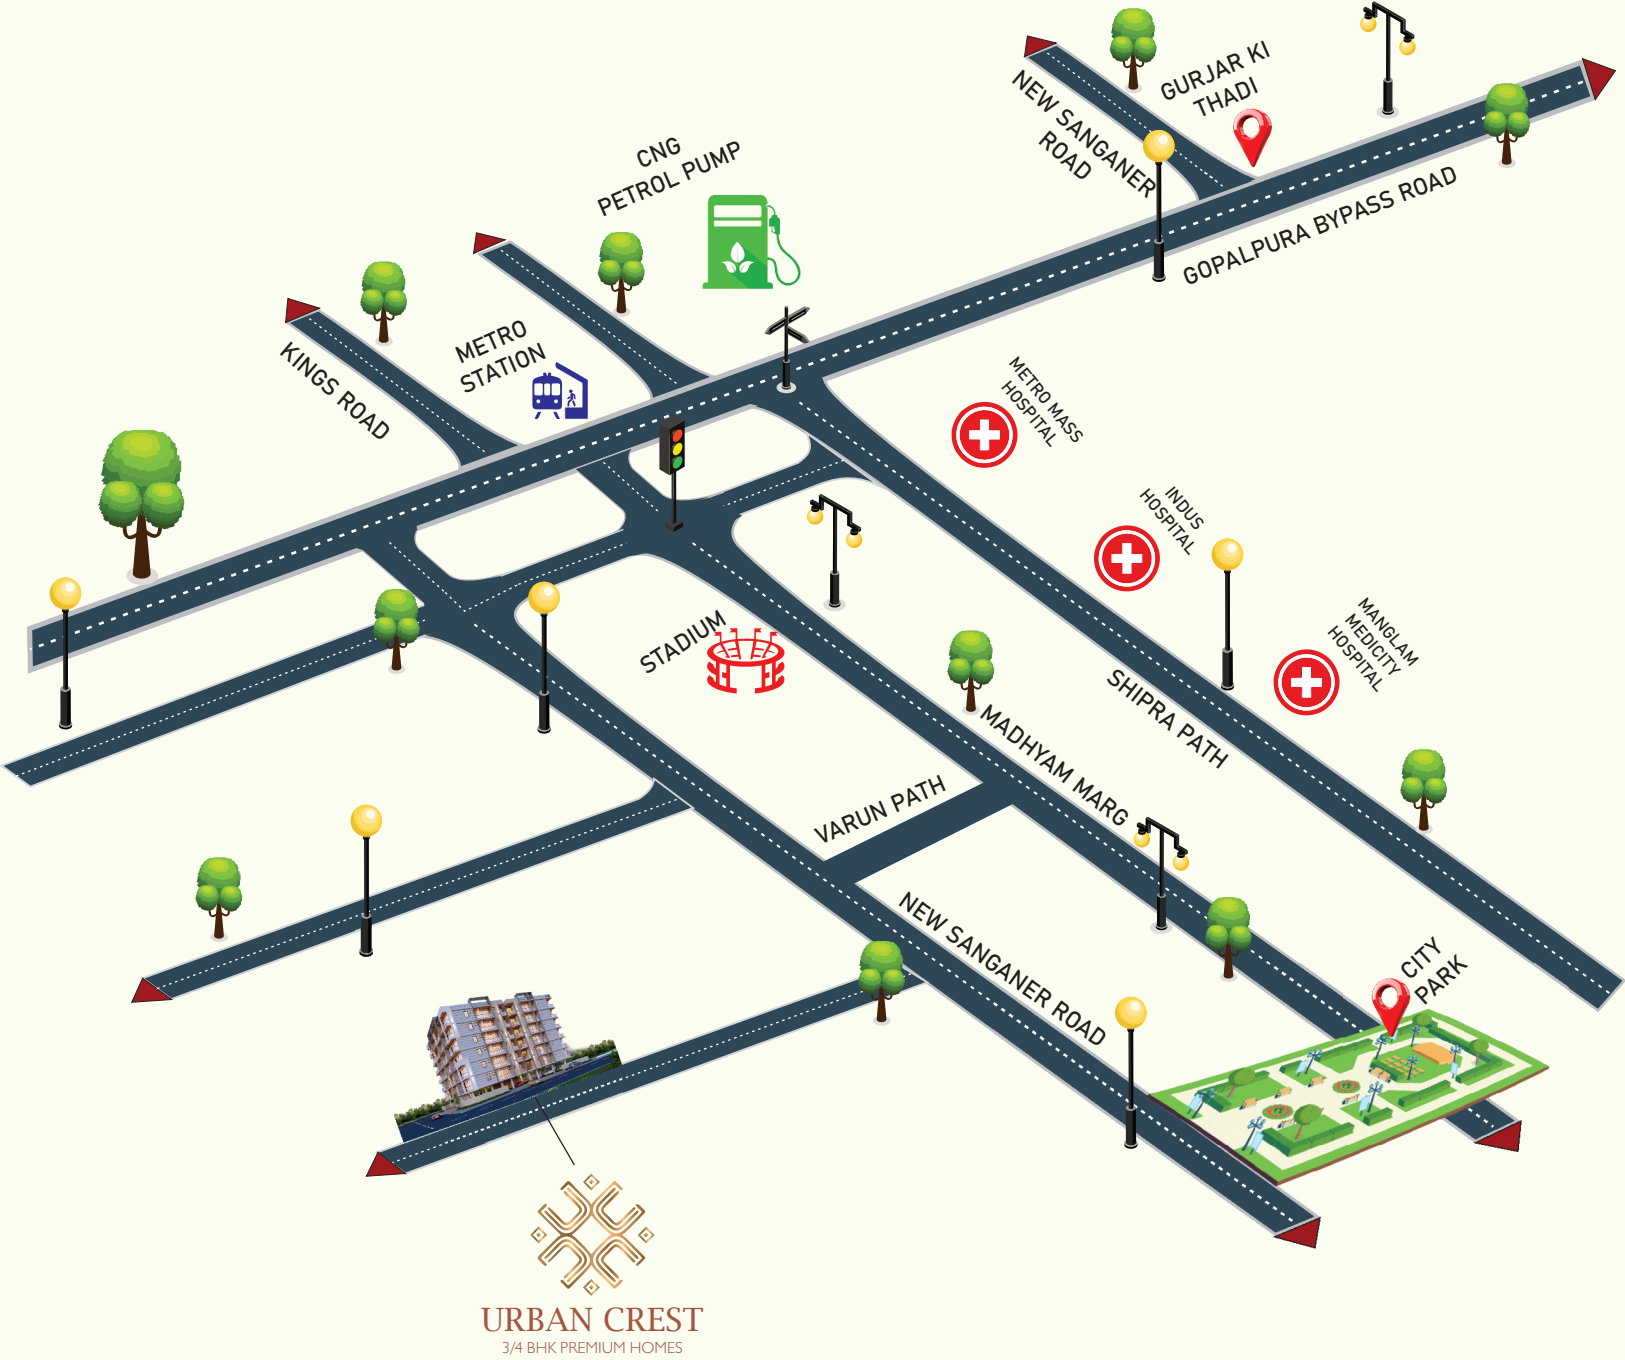 GURJAR KI
THADI
NEW SANGANER
ROAD
CNG
PETROL PUMP
GOPALPURA BYPASS ROAD
METRO
STATION
KINGS ROAD
METRO MASS
HOSPITAL
INDUS
HOSPITAL
MANGLAM
MEDICITY
HOSPITAL
STADIUM
SHIPRA PATH
MADHYAM MARG
VARUN PATH
NEW SANGANER ROAD
CITY
PARK
URBAN CREST
3/4 BHK PREMIUM HOMES